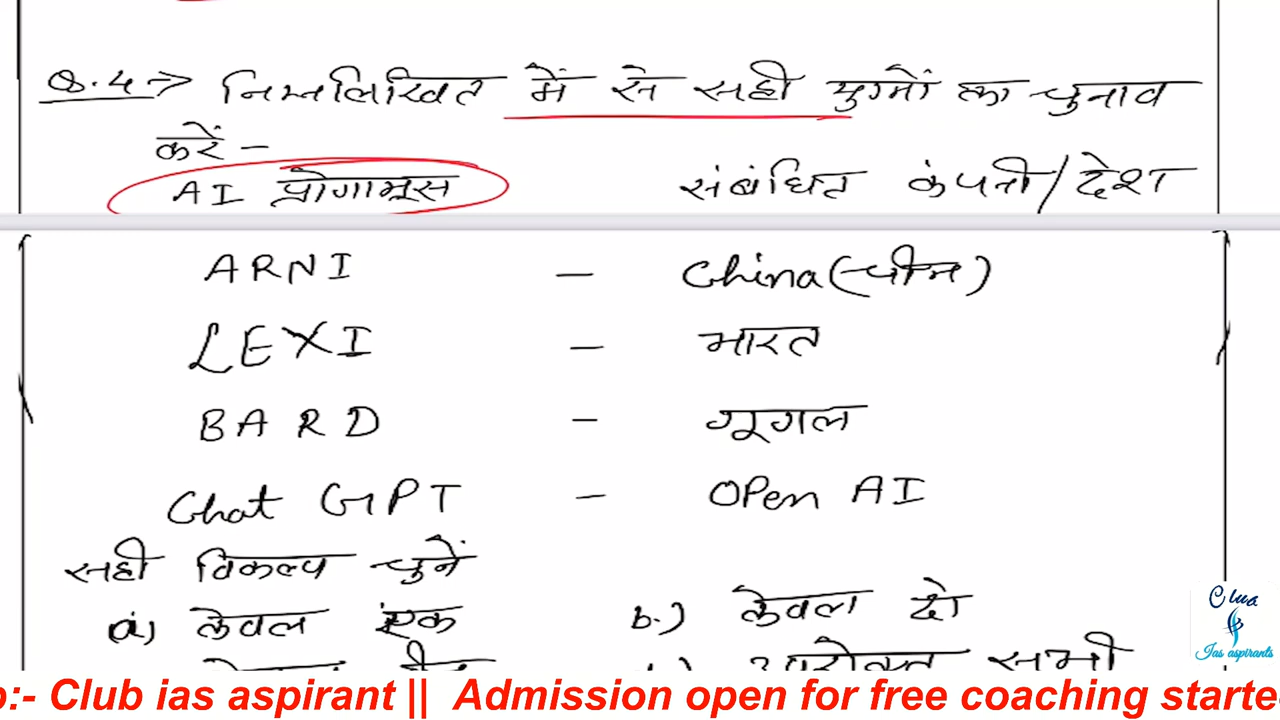 Q.4→ निम्नलिखित में से सही युग्मों का चुनाव
करें –
AI प्रोगाम्स संबंधित कंपनी/देश
ARNI – China (चीन)
LEXI – भारत
BARD – गूगल
Chat GPT – OPen AI
सही विकल्प चुनें
a) केवल एक b.) केवल दो
सभी
Club
Ias aspirants
:- Club ias aspirant || Admission open for free coaching starte